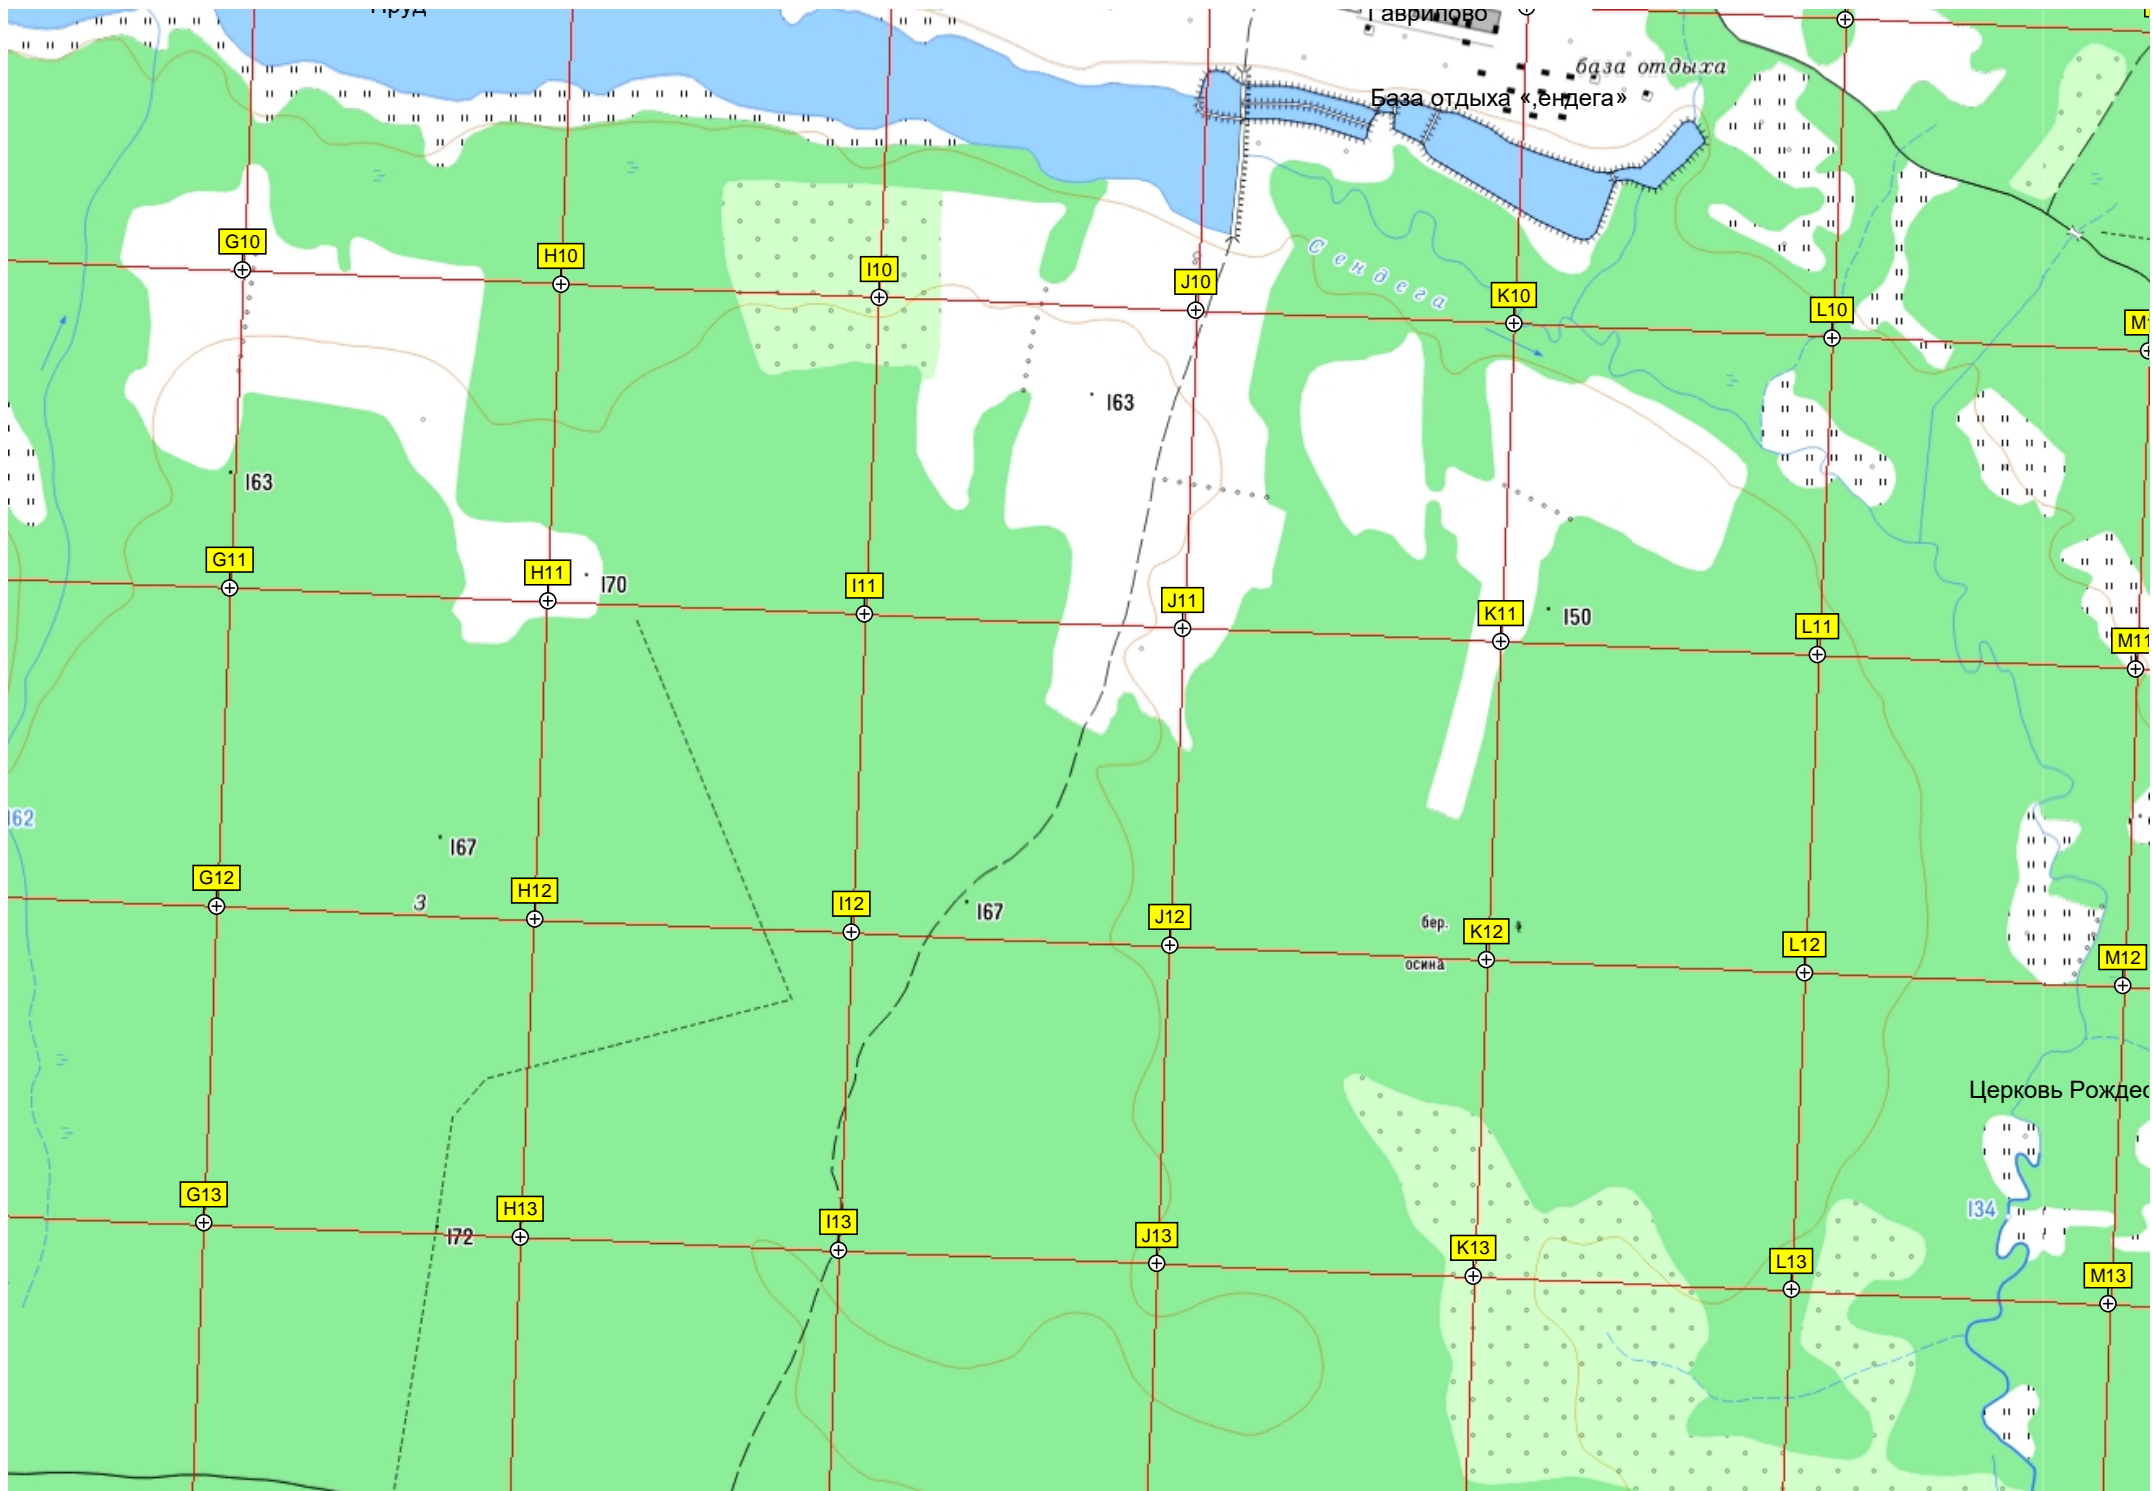 Гаврилово
база отдыха
База отдыха «‚ендега»
Сендега
G10
H10
I10
J10
K10
L10
163
163
G11
H11
170
I11
J11
K11
150
L11
M11
162
167
G12
3
H12
I12
167
J12
бер.
K12
осина
L12
M12
Церковь Рождес
G13
172
H13
I13
J13
K13
L13
134
M13